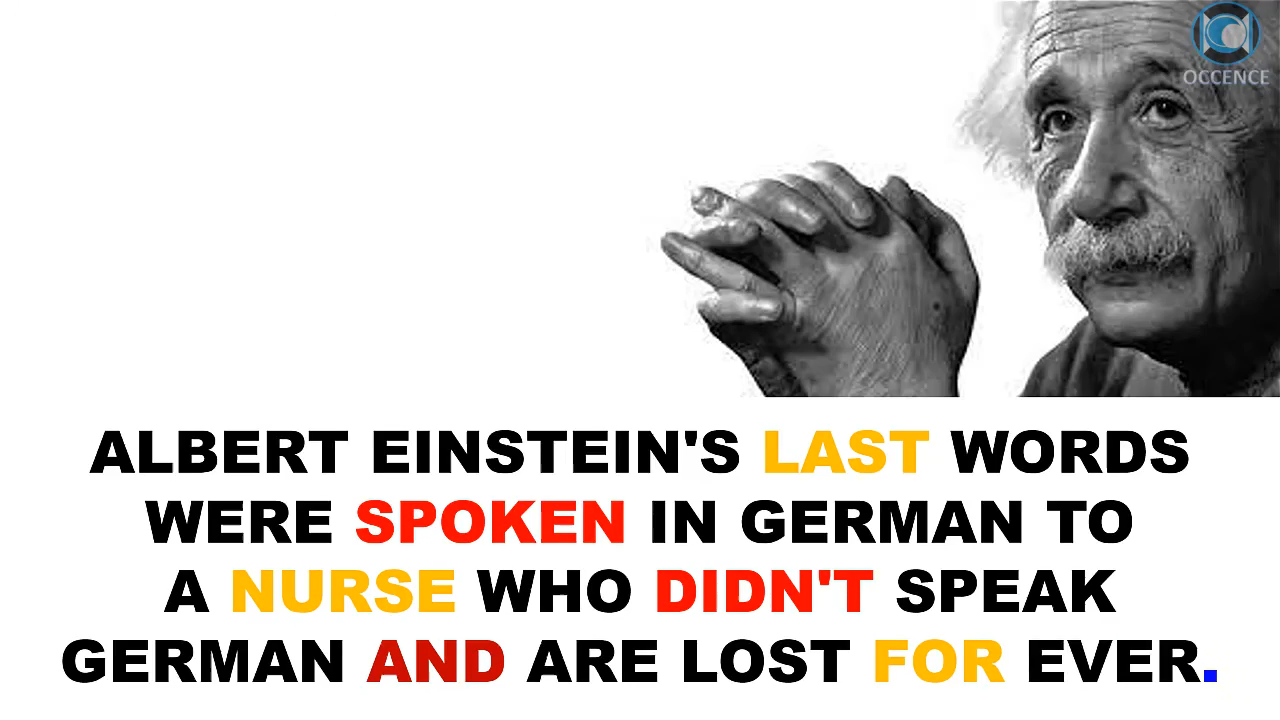 OCCENCE
ALBERT EINSTEIN'S LAST WORDS
WERE SPOKEN IN GERMAN TO
A NURSE WHO DIDN'T SPEAK
GERMAN AND ARE LOST FOR EVER.